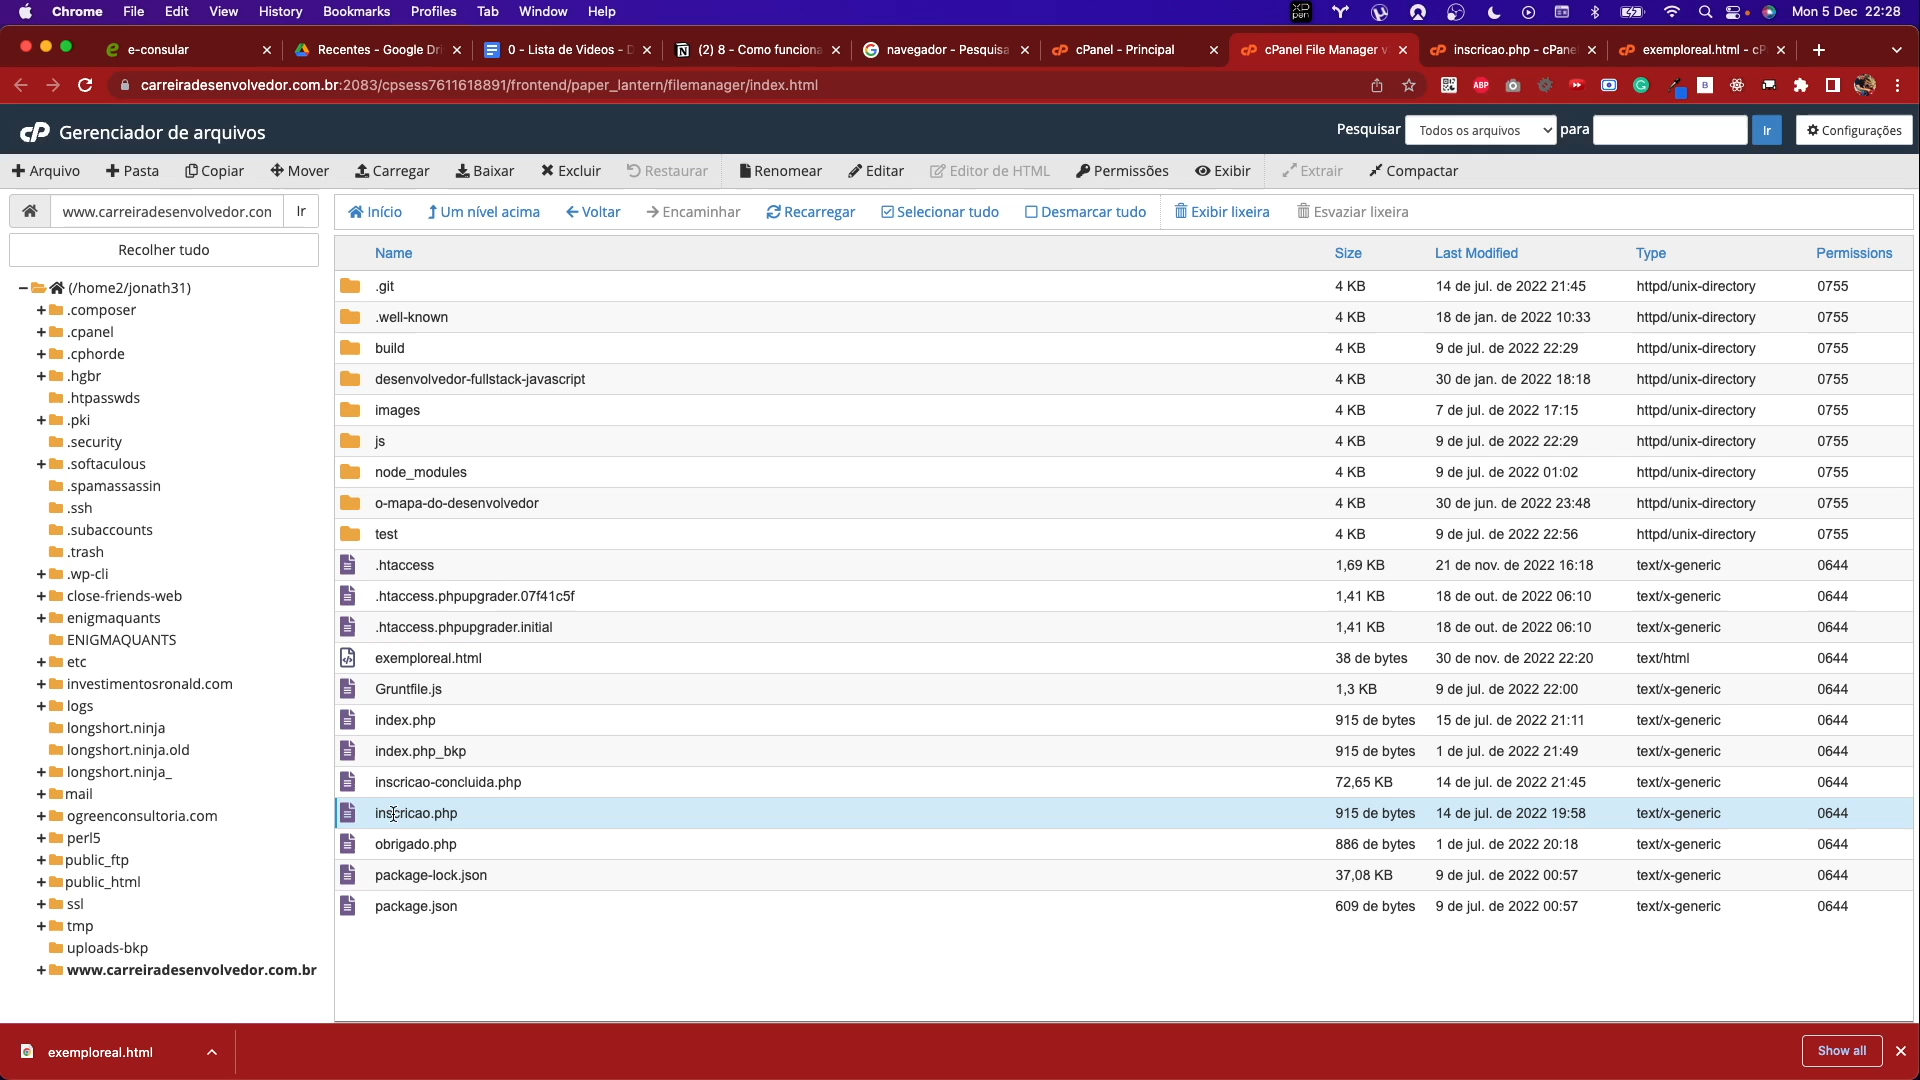 Chrome File Edit View History Bookmarks Profiles Tab Window Help Mon 5 Dec 22:28
e-consular Recentes - Google Dri 0 - Lista de Videos - D (2) 8 - Como funciona navegador - Pesquisa cPanel - Principal cPanel File Manager v inscricao.php - cPane exemploreal.html - cP
carreiradesenvolvedor.com.br:2083/cpsess7611618891/frontend/paper_lantern/filemanager/index.html
Gerenciador de arquivos Pesquisar Todos os arquivos para Ir Configurações
Arquivo Pasta Copiar Mover Carregar Baixar Excluir Restaurar Renomear Editar Editor de HTML Permissões Exibir Extrair Compactar
www.carreiradesenvolvedor.con Ir Início Um nível acima Voltar Encaminhar Recarregar Selecionar tudo Desmarcar tudo Exibir lixeira Esvaziar lixeira
Recolher tudo
(/home2/jonath31)
.composer
.cpanel
.cphorde
.hgbr
.htpasswds
.pki
.security
.softaculous
.spamassassin
.ssh
.subaccounts
.trash
.wp-cli
close-friends-web
enigmaquants
ENIGMAQUANTS
etc
investimentosronald.com
logs
longshort.ninja
longshort.ninja.old
longshort.ninja_
mail
ogreenconsultoria.com
perl5
public_ftp
public_html
ssl
tmp
uploads-bkp
www.carreiradesenvolvedor.com.br
Name Size Last Modified Type Permissions
.git 4 KB 14 de jul. de 2022 21:45 httpd/unix-directory 0755
.well-known 4 KB 18 de jan. de 2022 10:33 httpd/unix-directory 0755
build 4 KB 9 de jul. de 2022 22:29 httpd/unix-directory 0755
desenvolvedor-fullstack-javascript 4 KB 30 de jan. de 2022 18:18 httpd/unix-directory 0755
images 4 KB 7 de jul. de 2022 17:15 httpd/unix-directory 0755
js 4 KB 9 de jul. de 2022 22:29 httpd/unix-directory 0755
node_modules 4 KB 9 de jul. de 2022 01:02 httpd/unix-directory 0755
o-mapa-do-desenvolvedor 4 KB 30 de jun. de 2022 23:48 httpd/unix-directory 0755
test 4 KB 9 de jul. de 2022 22:56 httpd/unix-directory 0755
.htaccess 1,69 KB 21 de nov. de 2022 16:18 text/x-generic 0644
.htaccess.phpupgrader.07f41c5f 1,41 KB 18 de out. de 2022 06:10 text/x-generic 0644
.htaccess.phpupgrader.initial 1,41 KB 18 de out. de 2022 06:10 text/x-generic 0644
exemploreal.html 38 de bytes 30 de nov. de 2022 22:20 text/html 0644
Gruntfile.js 1,3 KB 9 de jul. de 2022 22:00 text/x-generic 0644
index.php 915 de bytes 15 de jul. de 2022 21:11 text/x-generic 0644
index.php_bkp 915 de bytes 1 de jul. de 2022 21:49 text/x-generic 0644
inscricao-concluida.php 72,65 KB 14 de jul. de 2022 21:45 text/x-generic 0644
inscricao.php 915 de bytes 14 de jul. de 2022 19:58 text/x-generic 0644
obrigado.php 886 de bytes 1 de jul. de 2022 20:18 text/x-generic 0644
package-lock.json 37,08 KB 9 de jul. de 2022 00:57 text/x-generic 0644
package.json 609 de bytes 9 de jul. de 2022 00:57 text/x-generic 0644
exemploreal.html Show all